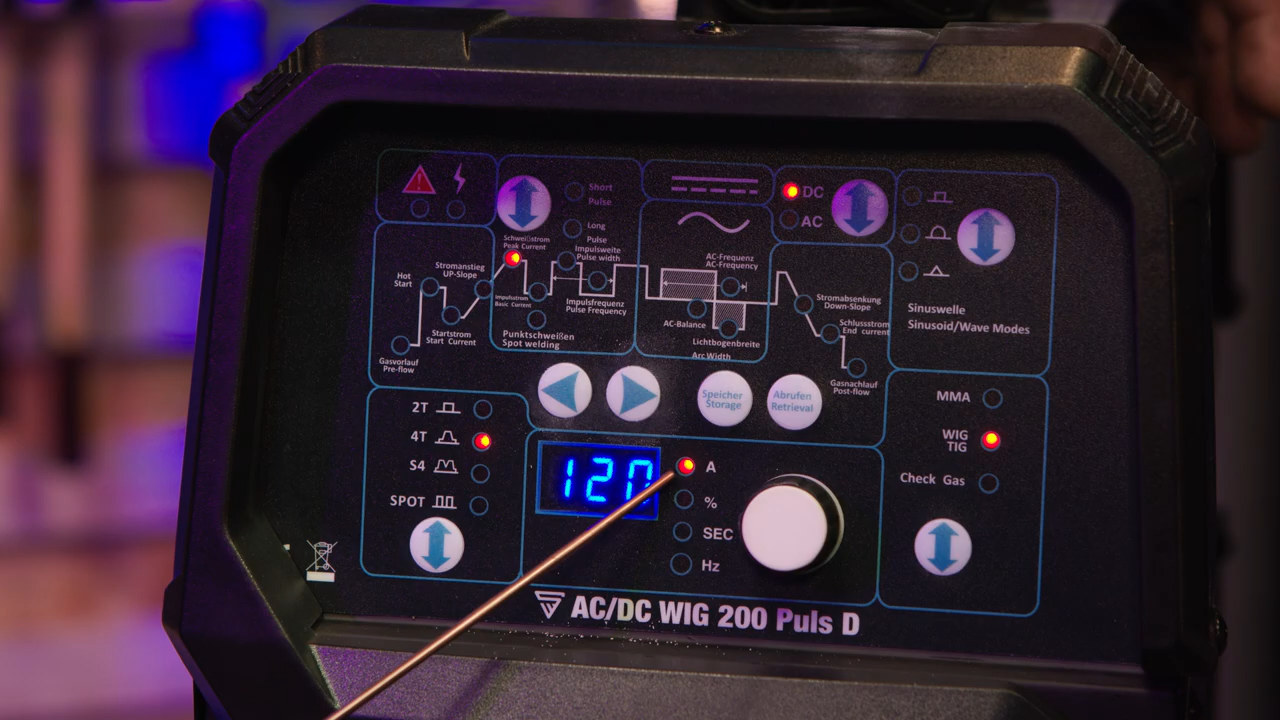 Short
Pulse
Long
Pulse
DC
AC
Schweißstrom
Peak Current
Impulsweite
Pulse width
AC-Frequenz
AC-Frequency
Hot
Start
Stromanstieg
UP-Slope
Impulsstrom
Basic Current
Impulsfrequenz
Pulse Frequency
Stromabsenkung
Down-Slope
Sinuswelle
Sinusoid/Wave Modes
Startstrom
Start Current
Punktschweißen
Spot welding
AC-Balance
Lichtbogenbreite
Arc Width
Schlussstrom
End current
Gasvorlauf
Pre-flow
Gasnachlauf
Post-flow
Speicher
Storage
Abrufen
Retrieval
2T
4T
S4
SPOT
120
A
%
SEC
Hz
MMA
WIG
TIG
Check Gas
AC/DC WIG 200 Puls D